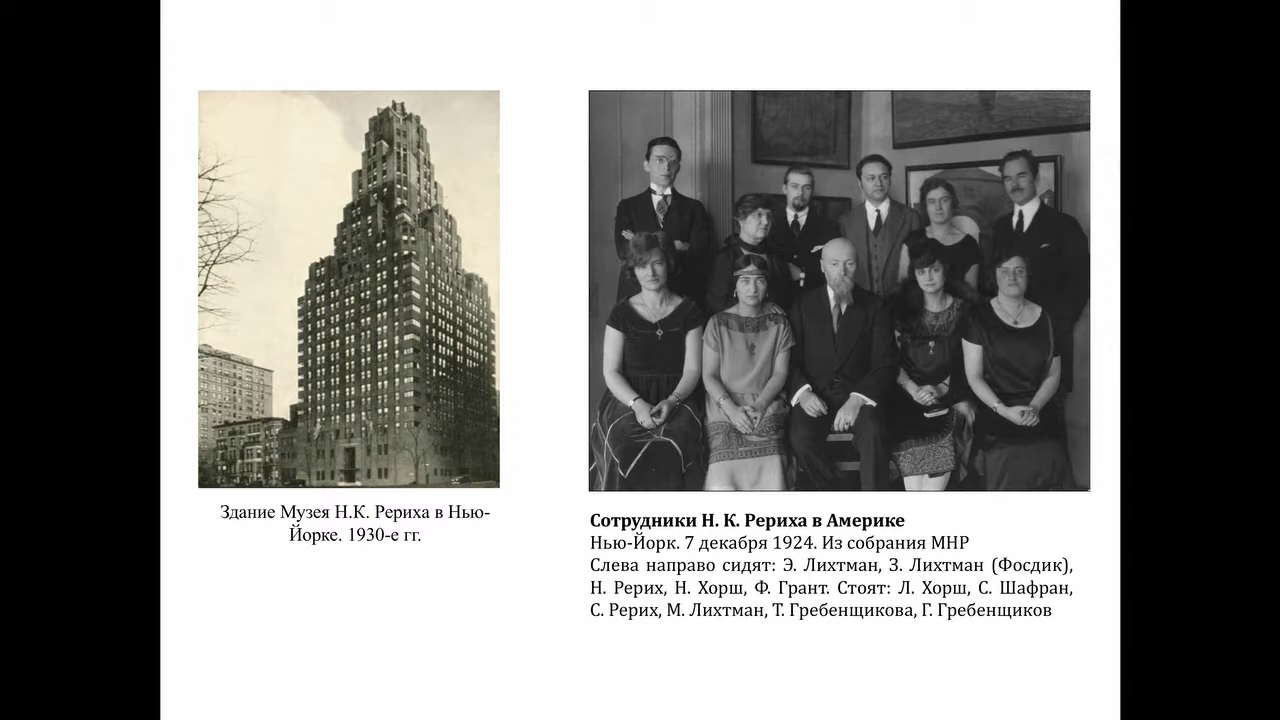 Здание Музея Н.К. Рериха в Нью-
Йорке. 1930-е гг.
Сотрудники Н. К. Рериха в Америке
Нью-Йорк. 7 декабря 1924. Из собрания МНР
Слева направо сидят: Э. Лихтман, З. Лихтман (Фосдик),
Н. Рерих, Н. Хорш, Ф. Грант. Стоят: Л. Хорш, С. Шафран,
С. Рерих, М. Лихтман, Т. Гребенщикова, Г. Гребенщиков